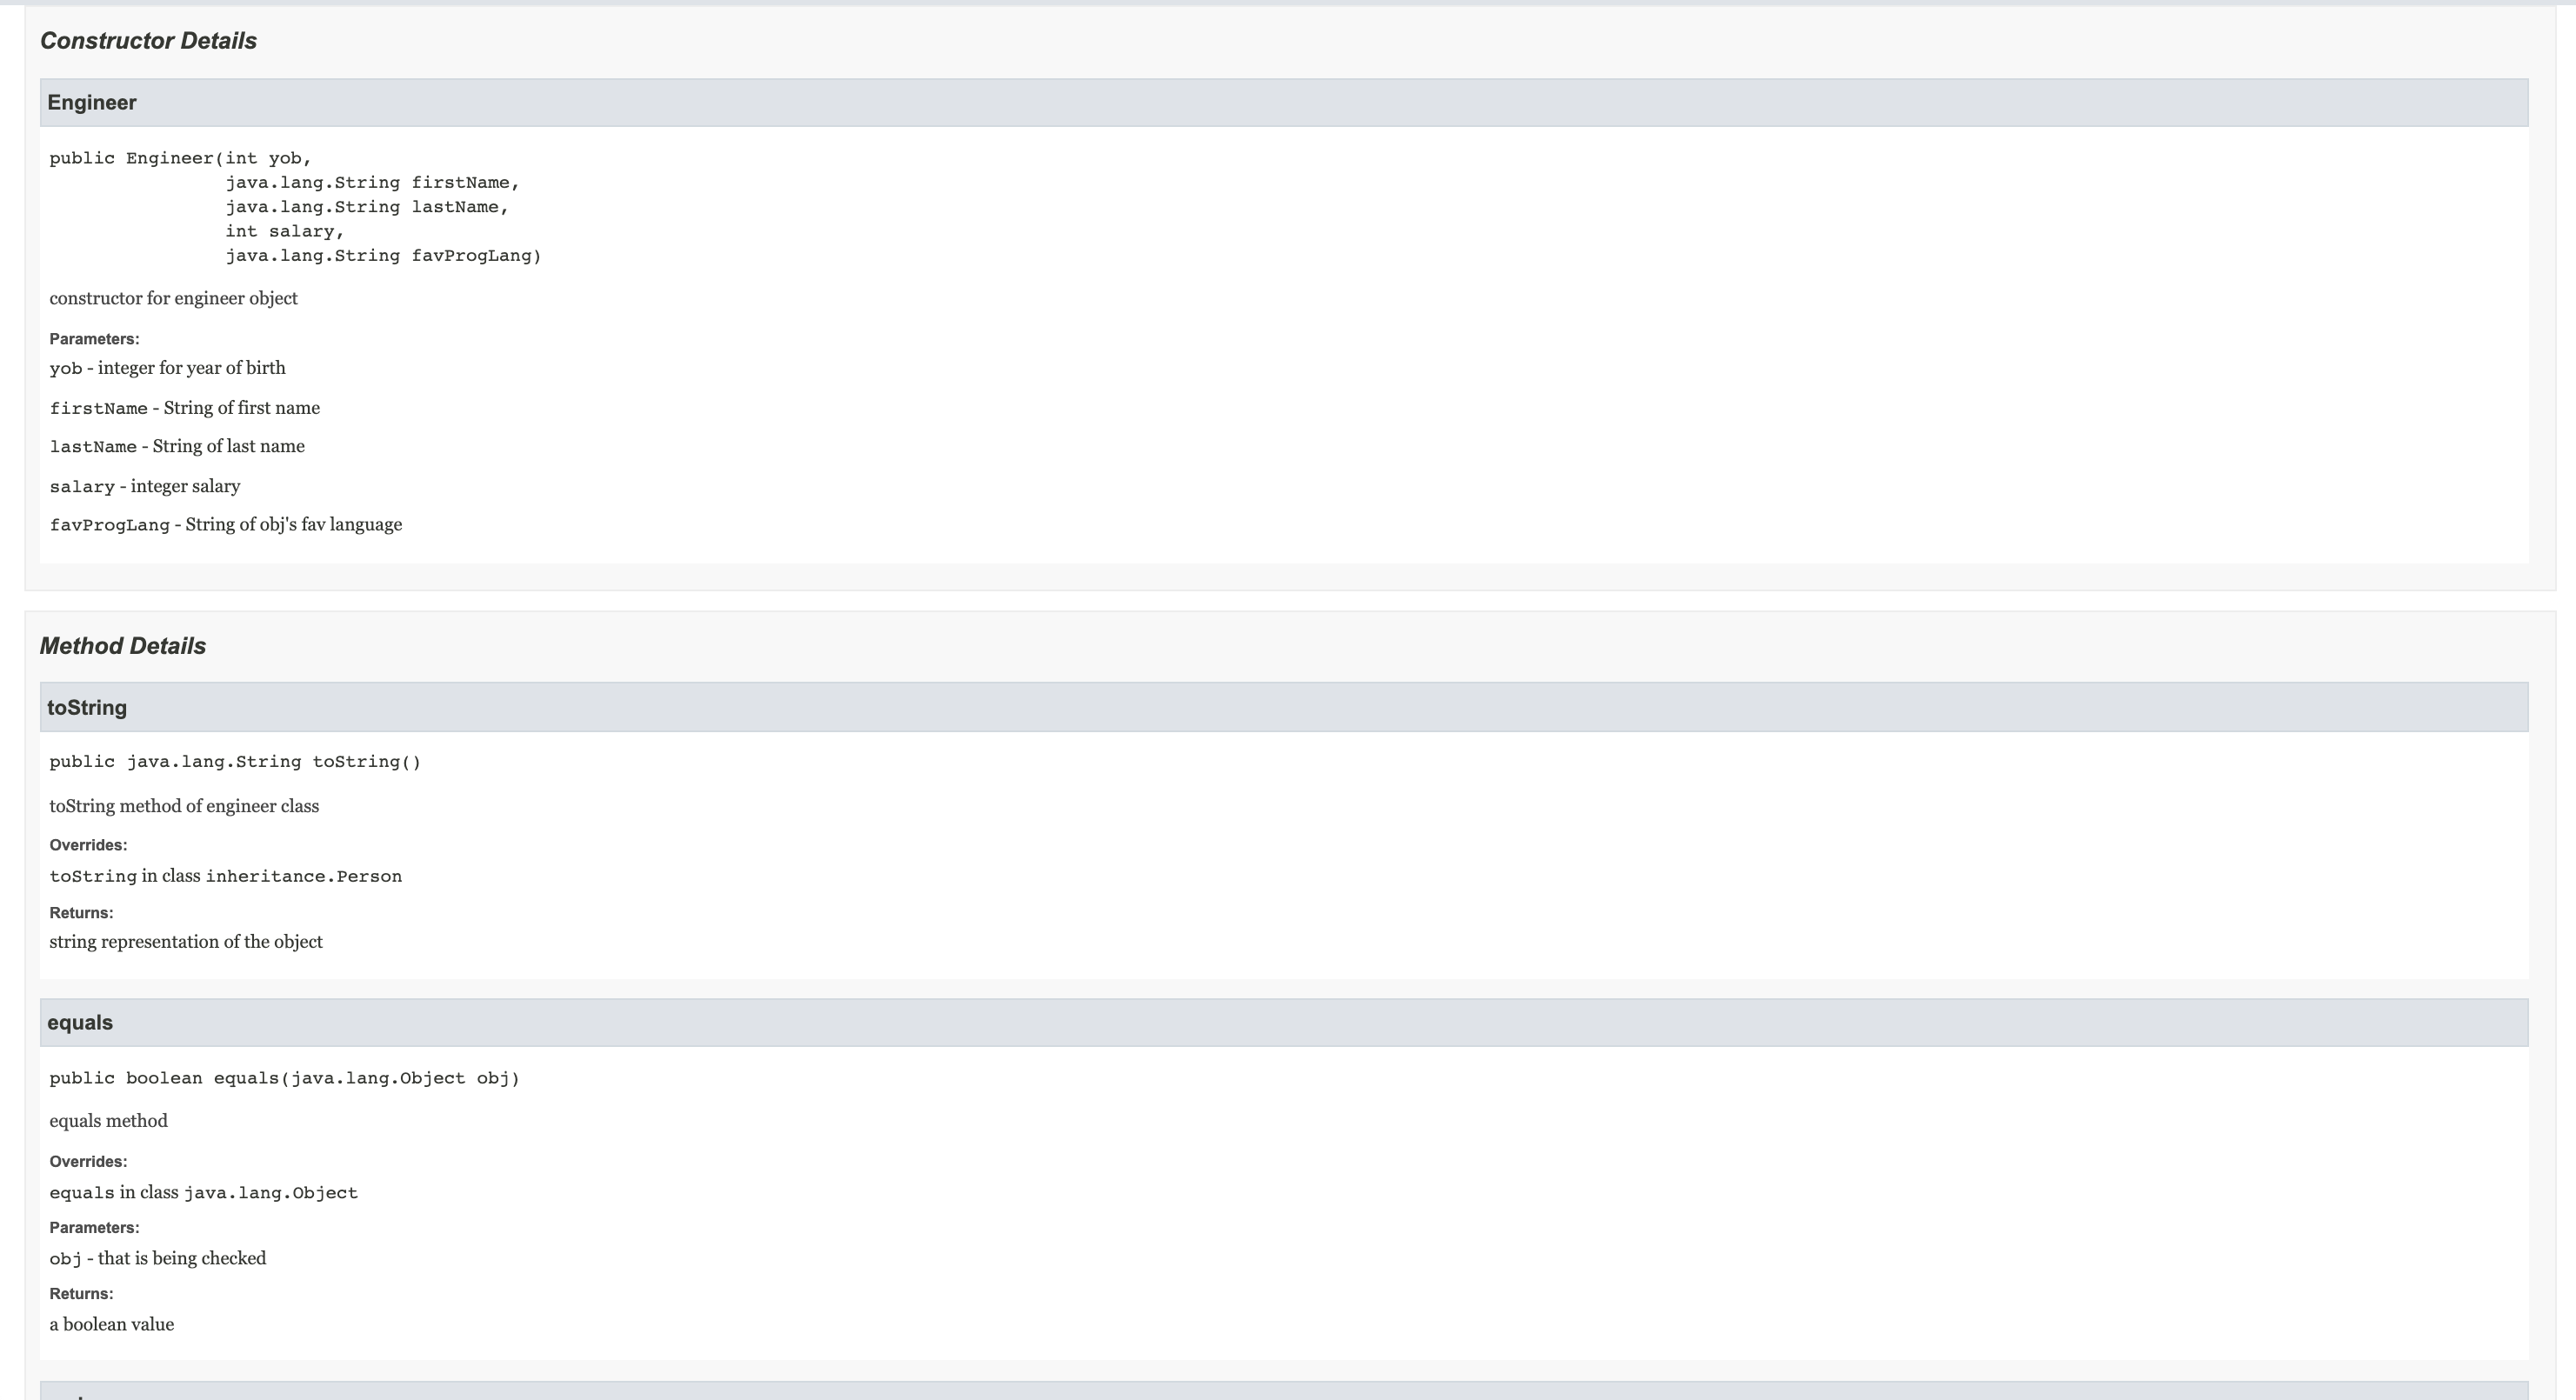 Constructor Details
Engineer
public Engineer(int yob,
java.lang.String firstName,
java.lang.String lastName,
int salary,
java.lang.String favProgLang)
constructor for engineer object
Parameters:
yob - integer for year of birth
firstName - String of first name
lastName - String of last name
salary - integer salary
favProgLang - String of obj's fav language
Method Details
toString
public java.lang.String toString()
toString method of engineer class
Overrides:
toString in class inheritance.Person
Returns:
string representation of the object
equals
public boolean equals(java.lang.Object obj)
equals method
Overrides:
equals in class java.lang.Object
Parameters:
obj - that is being checked
Returns:
a boolean value